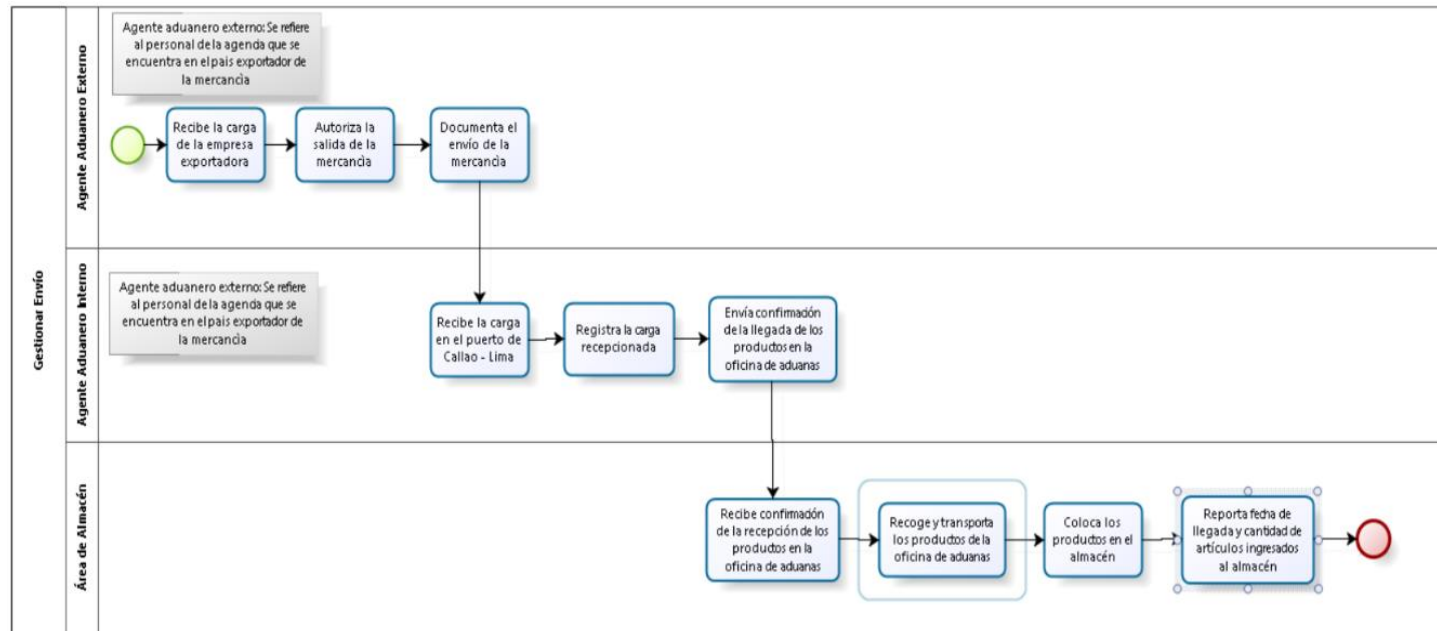 Gestionar Envío
Agente Aduanero Externo
Agente aduanero externo: Se refiere
al personal de la agenda que se
encuentra en el pais exportador de
la mercancìa
Recibe la carga
de la empresa
exportadora
Autoriza la
salida de la
mercancìa
Documenta el
envío de la
mercancìa
Agente Aduanero Interno
Agente aduanero externo: Se refiere
al personal de la agenda que se
encuentra en el pais exportador de
la mercancìa
Recibe la carga
en el puerto de
Callao - Lima
Registra la carga
recepcionada
Envía confirmación
de la llegada de los
productos en la
oficina de aduanas
Área de Almacén
Recibe confirmación
de la recepción de los
productos en la
oficina de aduanas
Recoge y transporta
los productos de la
oficina de aduanas
Coloca los
productos en el
almacén
Reporta fecha de
llegada y cantidad de
artículos ingresados
al almacén